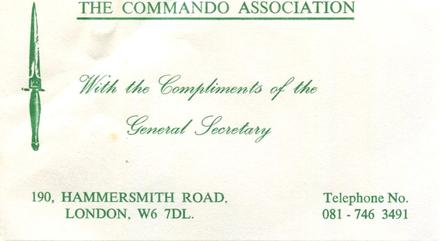 THE COMMANDO ASSOCIATION
With the Compliments of the
General Secretary
190, HAMMERSMITH ROAD,
LONDON, W6 7DL.
Telephone No.
081 - 746 3491